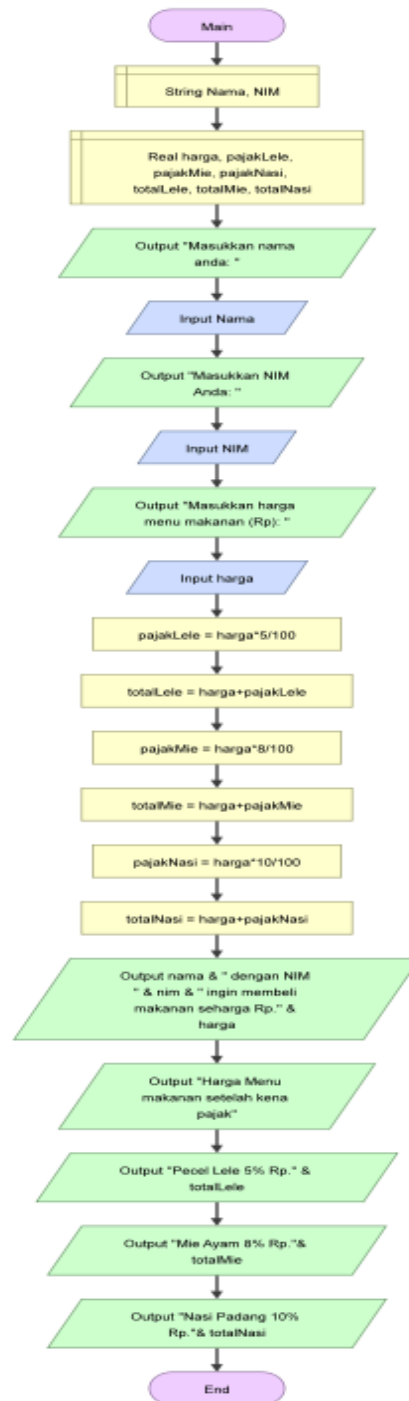 Main
String Nama, NIM
Real harga, pajakLele,
pajakMie, pajakNasi,
totalLele, totalMie, totalNasi
Output "Masukkan nama
anda: "
Input Nama
Output "Masukkan NIM
Anda: "
Input NIM
Output "Masukkan harga
menu makanan (Rp): "
Input harga
pajakLele = harga*5/100
totalLele = harga+pajakLele
pajakMie = harga*8/100
totalMie = harga+pajakMie
pajakNasi = harga*10/100
totalNasi = harga+pajakNasi
Output nama & " dengan NIM
" & nim & " ingin membeli
makanan seharga Rp." &
harga
Output "Harga Menu
makanan setelah kena
pajak"
Output "Pecel Lele 5% Rp." &
totalLele
Output "Mie Ayam 8% Rp."&
totalMie
Output "Nasi Padang 10%
Rp."& totalNasi
End